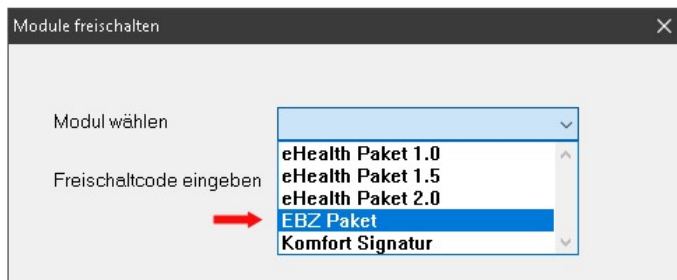 Module freischalten
Modul wählen
eHealth Paket 1.0
eHealth Paket 1.5
Freischaltcode eingeben
eHealth Paket 2.0
EBZ Paket
Komfort Signatur